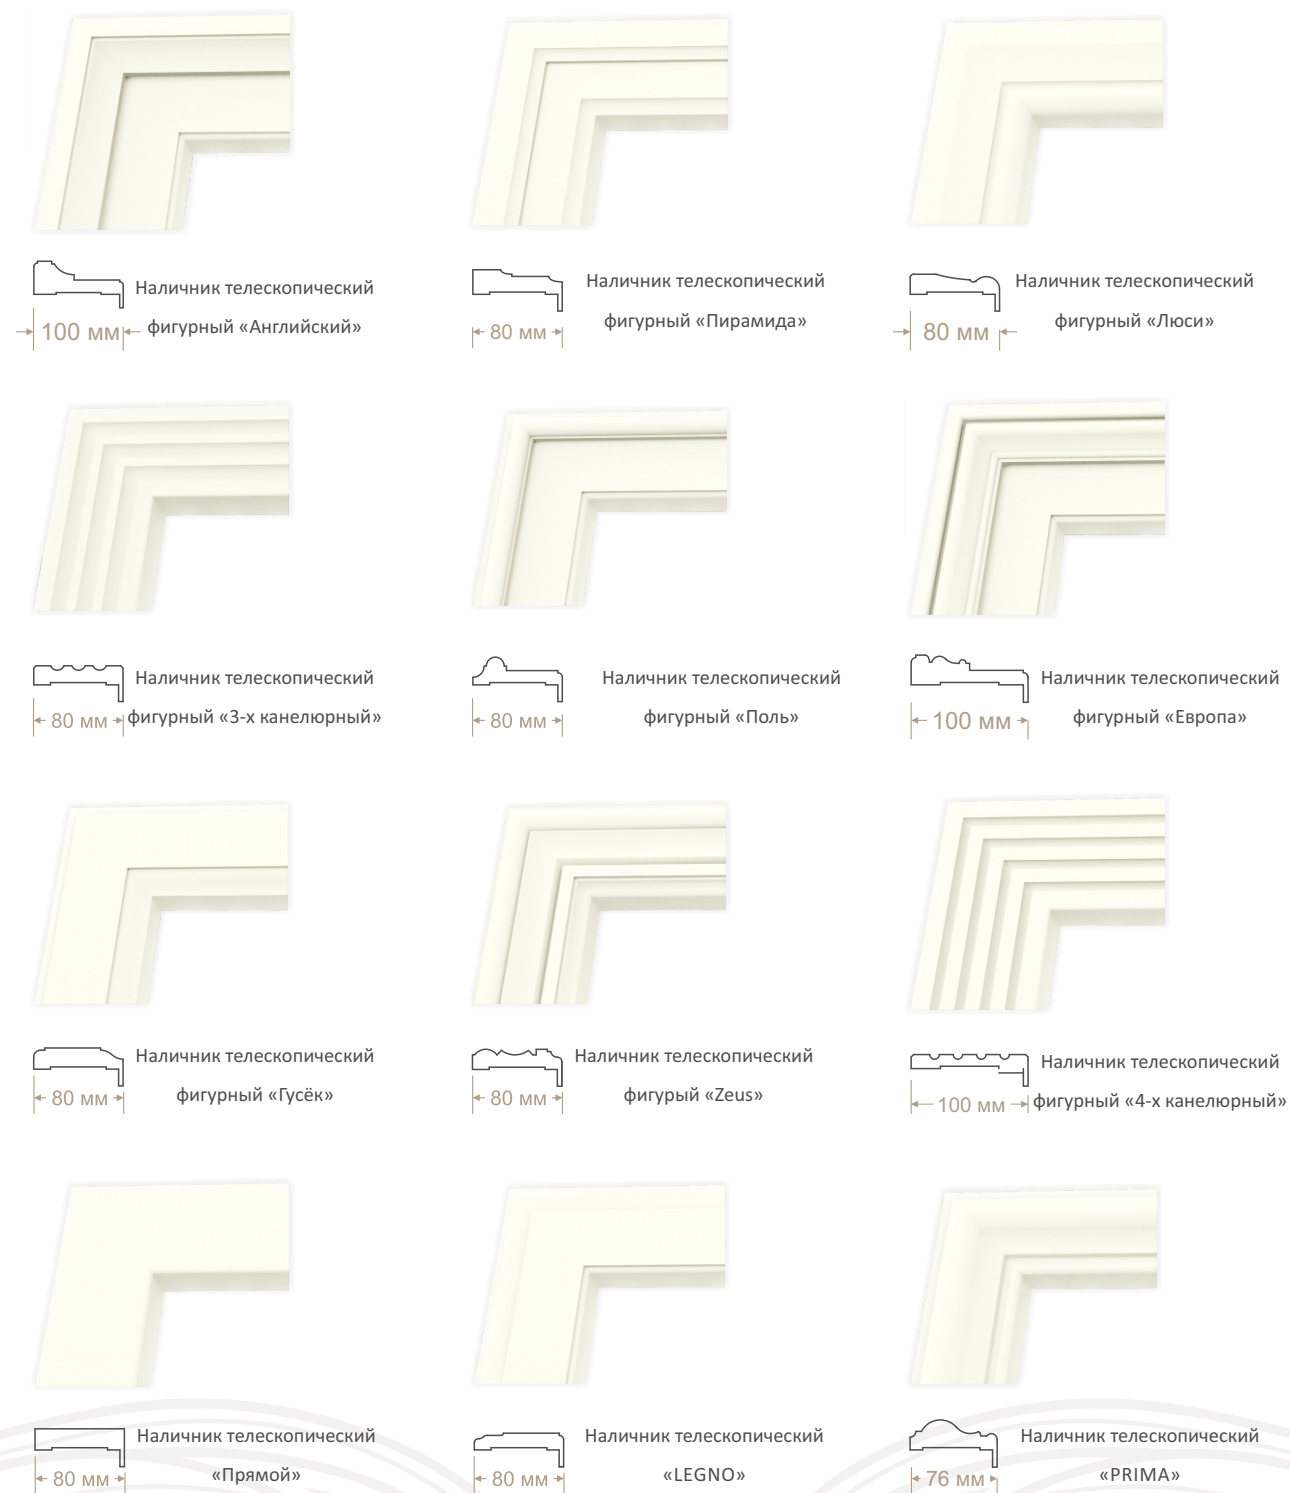 Наличник телескопический
фигурный «Английский»
100 мм
Наличник телескопический
фигурный «Пирамида»
80 мм
Наличник телескопический
фигурный «Люси»
80 мм
Наличник телескопический
фигурный «3-х канелюрный»
80 мм
Наличник телескопический
фигурный «Поль»
80 мм
Наличник телескопический
фигурный «Европа»
100 мм
Наличник телескопический
фигурный «Гусёк»
80 мм
Наличник телескопический
фигурый «Zeus»
80 мм
Наличник телескопический
фигурный «4-х канелюрный»
100 мм
Наличник телескопический
«Прямой»
80 мм
Наличник телескопический
«LEGNO»
80 мм
Наличник телескопический
«PRIMA»
76 мм